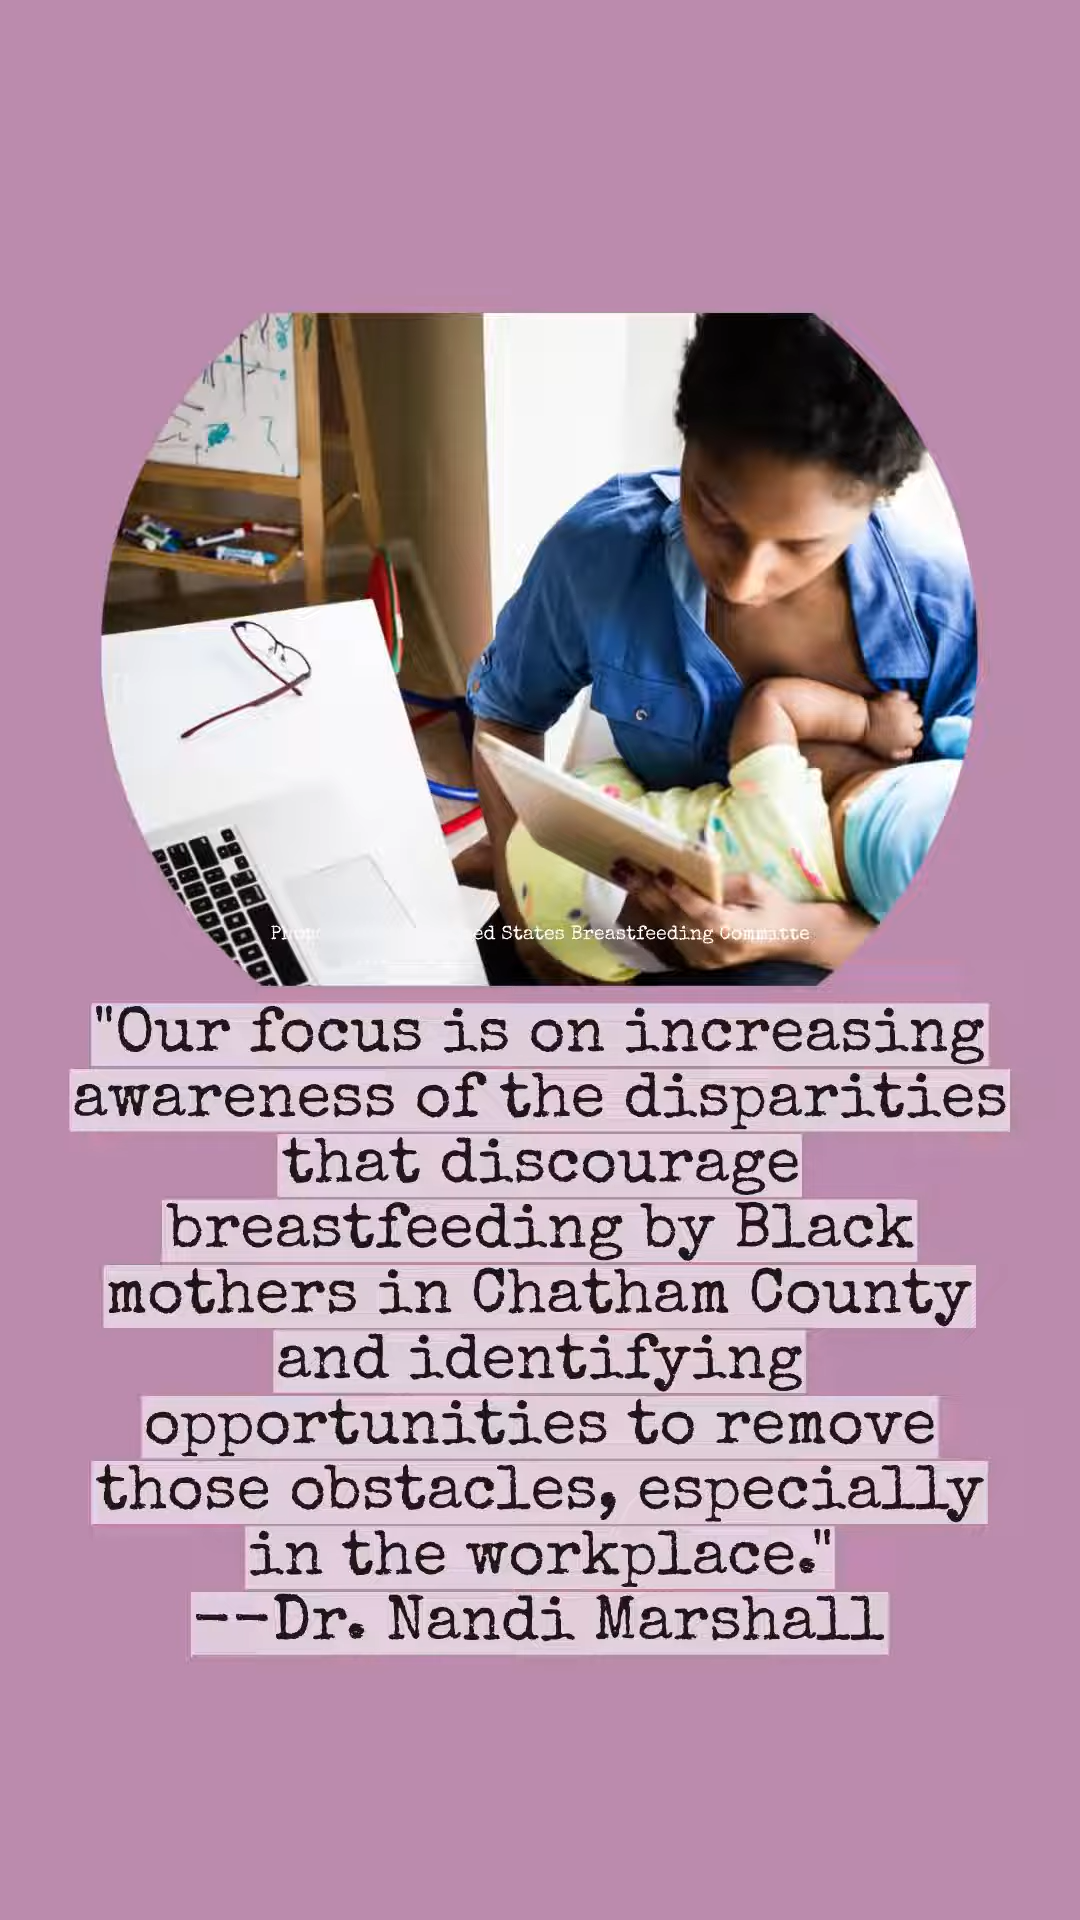 ed States Breastfeeding Committe
"Our focus is on increasing
awareness of the disparities
that discourage
breastfeeding by Black
mothers in Chatham County
and identifying
opportunities to remove
those obstacles, especially
in the workplace."
--Dr. Nandi Marshall